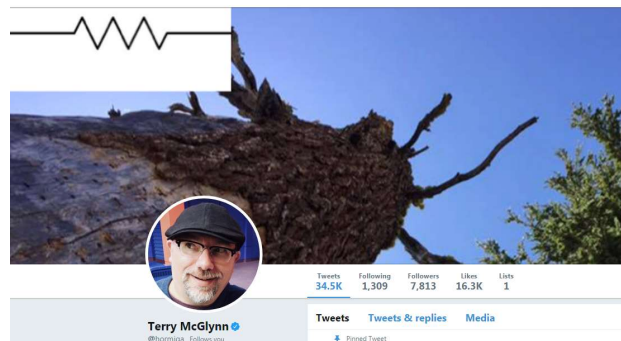 Tweets Following Followers Likes Lists
34.5K 1,309 7,813 16.3K 1
Terry McGlynn
@hormiga Follows you
Tweets Tweets & replies Media
Pinned Tweet